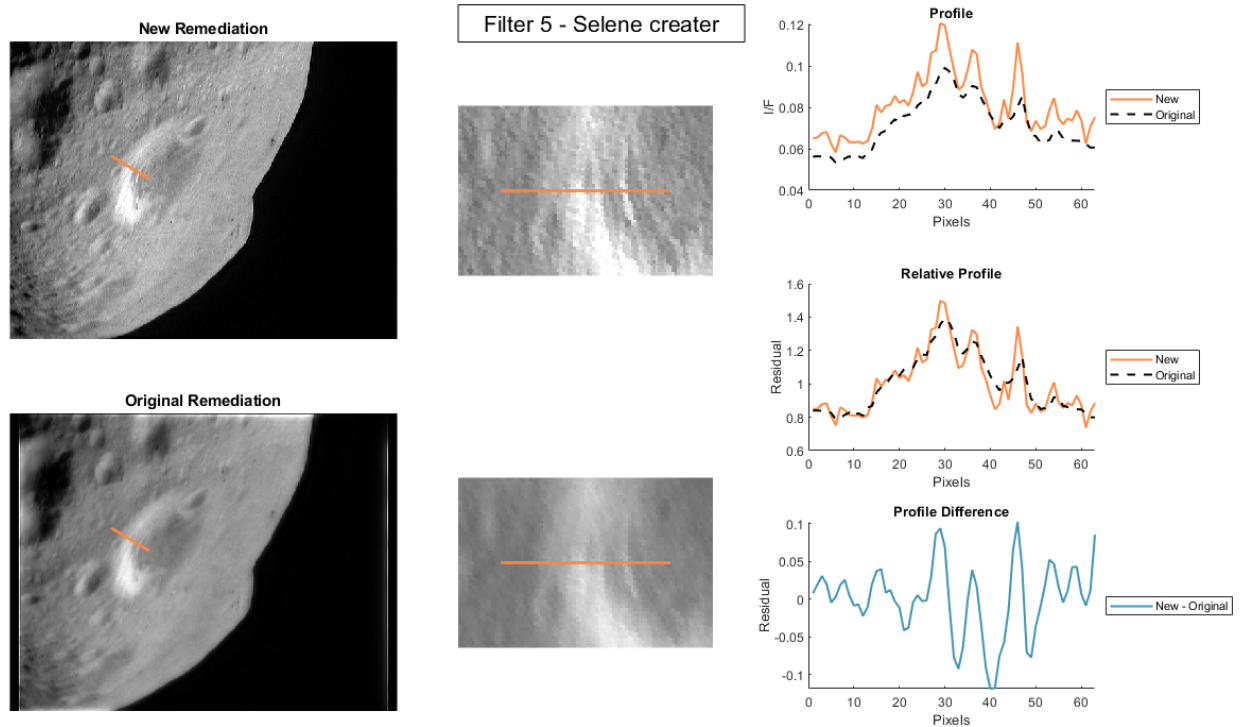 Filter 5 - Selene creater
New Remediation
Original Remediation
Profile
0.12
0.1
0.08
0.06
0.04
I/F
0 10 20 30 40 50 60
Pixels
New
Original
Relative Profile
1.6
1.4
1.2
1
0.8
0.6
Residual
0 10 20 30 40 50 60
Pixels
New
Original
Profile Difference
0.1
0.05
0
-0.05
-0.1
Residual
0 10 20 30 40 50 60
Pixels
New - Original